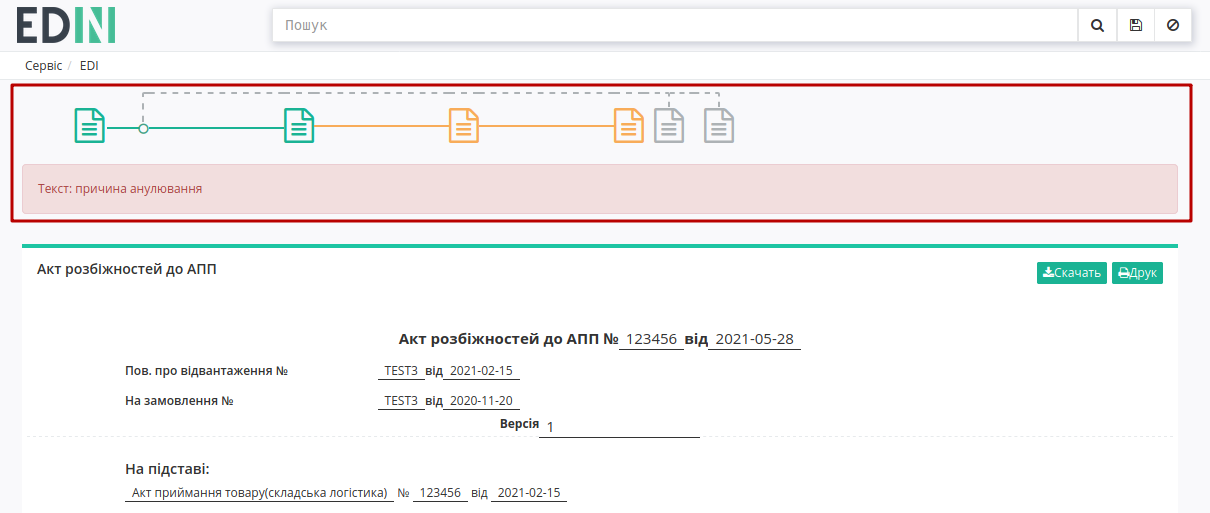 EDIN
Пошук
Сервіс / EDI
Текст: причина анулювання
Акт розбіжностей до АПП
Скачать Друк
Акт розбіжностей до АПП № 123456 від 2021-05-28
Пов. про відвантаження № TEST3 від 2021-02-15
На замовлення № TEST3 від 2020-11-20
Версія 1
На підставі:
Акт приймання товару(складська логістика) № 123456 від 2021-02-15